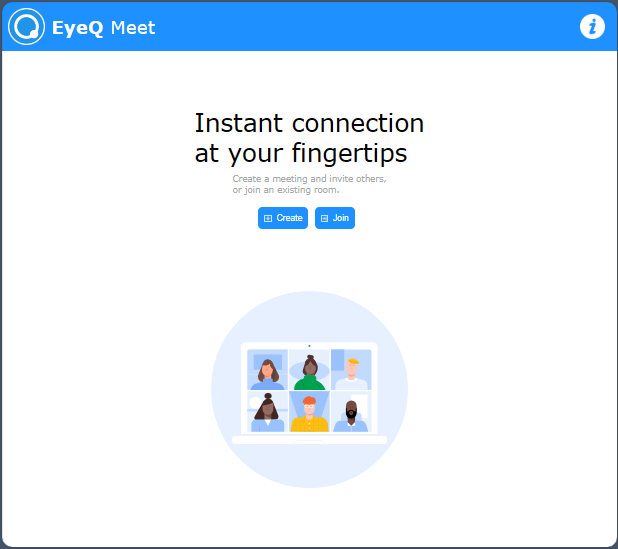 EyeQ Meet
Instant connection
at your fingertips
Create a meeting and invite others,
or join an existing room.
Create Join